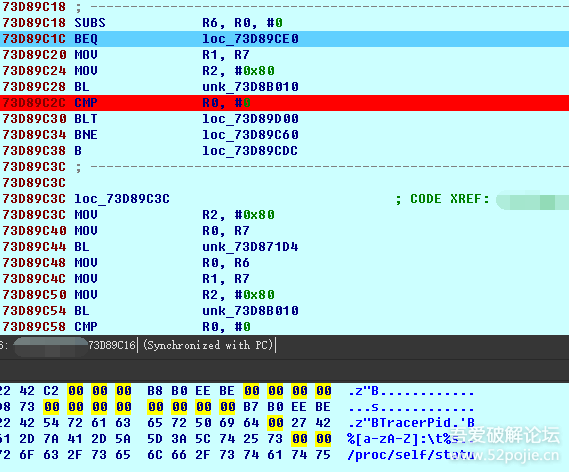 73D89C18 ; ------------------------------------------------
73D89C18 SUBS R6, R0, #0
73D89C1C BEQ loc_73D89CE0
73D89C20 MOV R1, R7
73D89C24 MOV R2, #0x80
73D89C28 BL unk_73D8B010
73D89C2C CMP R0, #0
73D89C30 BLT loc_73D89D00
73D89C34 BNE loc_73D89C60
73D89C38 B loc_73D89CDC
73D89C3C ; ------------------------------------------------
73D89C3C
73D89C3C loc_73D89C3C ; CODE XREF:
73D89C3C MOV R2, #0x80
73D89C40 MOV R0, R7
73D89C44 BL unk_73D871D4
73D89C48 MOV R0, R6
73D89C4C MOV R1, R7
73D89C50 MOV R2, #0x80
73D89C54 BL unk_73D8B010
73D89C58 CMP R0, #0
6: 73D89C16 (Synchronized with PC)
22 42 C2 00 00 00 B8 B0 EE BE 00 00 00 00 .z"B............
D8 73 00 00 00 00 00 00 00 00 B7 B0 EE BE ...s............
22 42 54 72 61 63 65 72 50 69 64 00 27 42 .z"BTracerPid.'B
61 2D 7A 41 2D 5A 5D 3A 5C 74 25 73 00 00 %[a-zA-Z]:\t%s..
72 6F 63 2F 73 65 6C 66 2F 73 74 61 74 75 /proc/self/statu
吾爱破解论坛
www.52pojie.cn